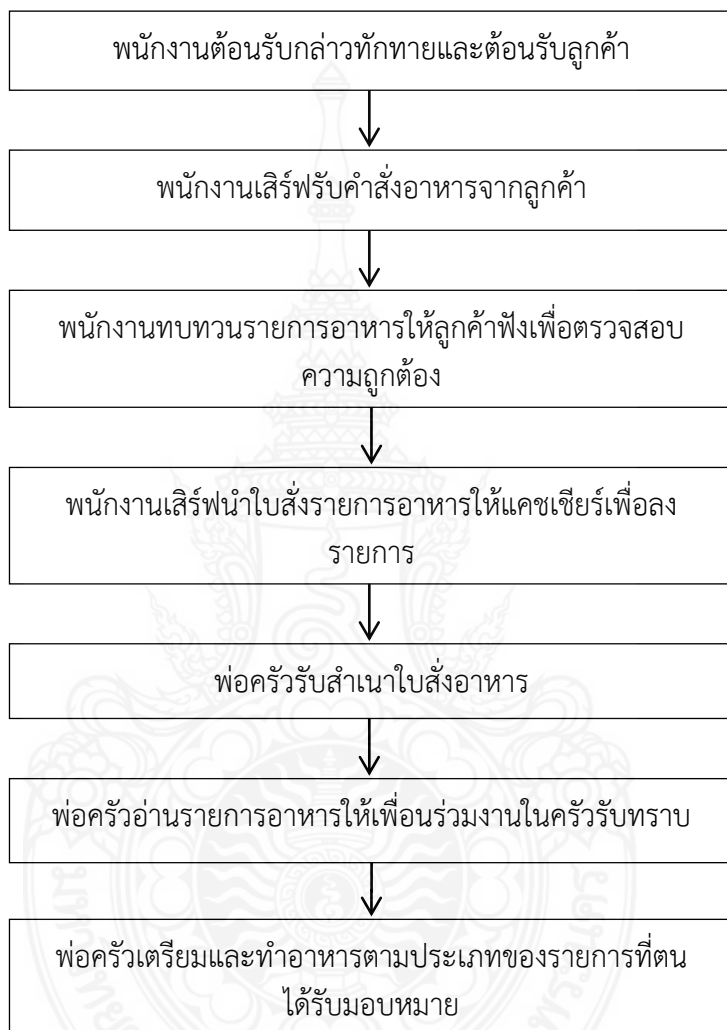 พนักงานต้อนรับกล่าวทักทายและต้อนรับลูกค้า
พนักงานเสิร์ฟรับคำสั่งอาหารจากลูกค้า
พนักงานทบทวนรายการอาหารให้ลูกค้าฟังเพื่อตรวจสอบ
ความถูกต้อง
พนักงานเสิร์ฟนำใบสั่งรายการอาหารให้แคชเชียร์เพื่อลง
รายการ
พ่อครัวรับสำเนาใบสั่งอาหาร
พ่อครัวอ่านรายการอาหารให้เพื่อนร่วมงานในครัวรับทราบ
พ่อครัวเตรียมและทำอาหารตามประเภทของรายการที่ตน
ได้รับมอบหมาย